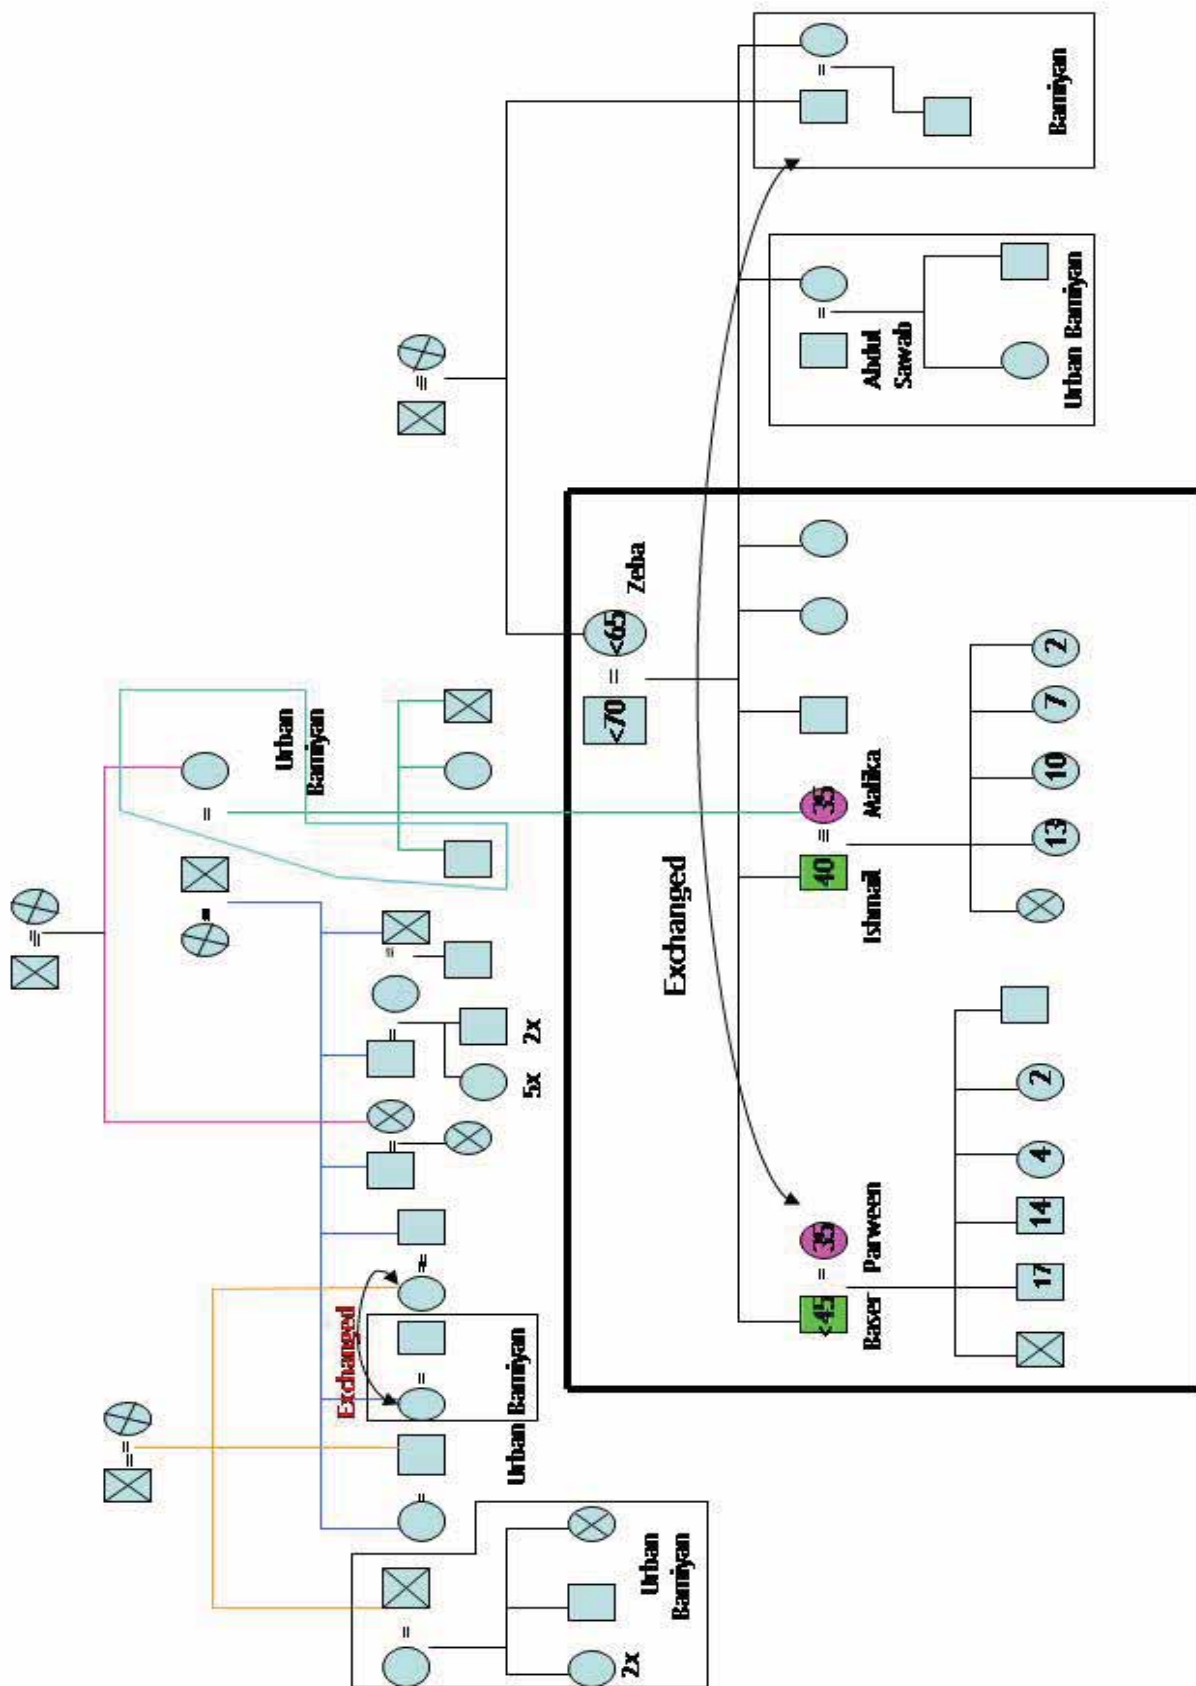 Urban
Bamiyan
Exchanged
Urban Bamiyan
5x
2x
2x
Urban
Bamiyan
<70
<65
Zeba
Exchanged
<45
35
40
35
Baser
Parween
Ishmail
Malika
Abdul
Sawab
17
14
4
2
13
10
7
2
Urban Bamiyan
Bamiyan